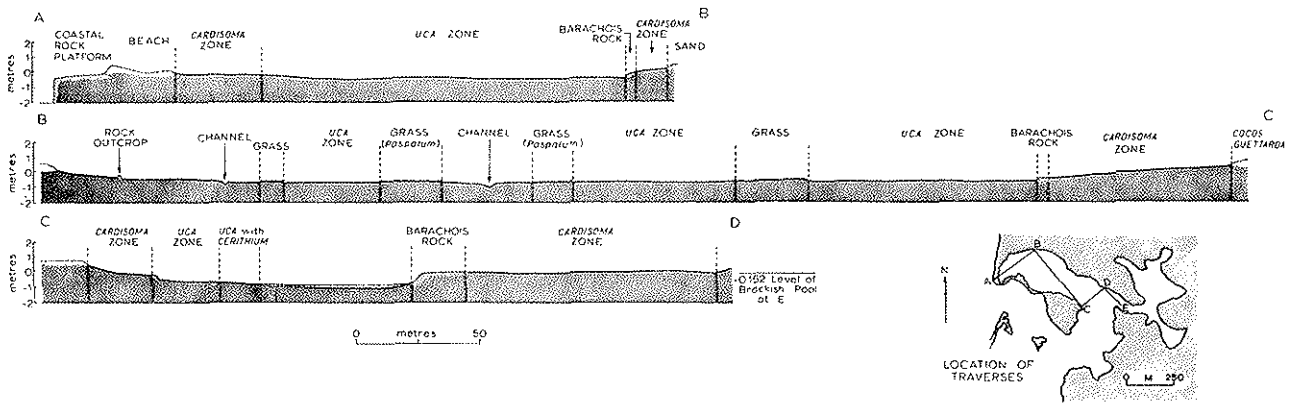 A
B
COASTAL
ROCK
PLATFORM
BEACH
CARDISOMA
ZONE
UCA ZONE
BARACHOIS
ROCK
CARDISOMA
ZONE
SAND
metres
2
1
0
-1
-2
B
C
ROCK
OUTCROP
CHANNEL
GRASS
UCA
ZONE
GRASS
(Paspalum)
CHANNEL
GRASS
(Paspalum)
UCA ZONE
GRASS
UCA ZONE
BARACHOIS
ROCK
CARDISOMA
ZONE
COCOS
GUETTARDA
metres
2
1
0
-1
-2
C
D
CARDISOMA
ZONE
UCA
ZONE
UCA with
CERITHIUM
BARACHOIS
ROCK
CARDISOMA
ZONE
metres
2
1
0
-1
-2
-0.152 Level of
Brackish Pool
at E
0 metres 50
N
A
B
C
D
E
LOCATION OF
TRAVERSES
0 M 250